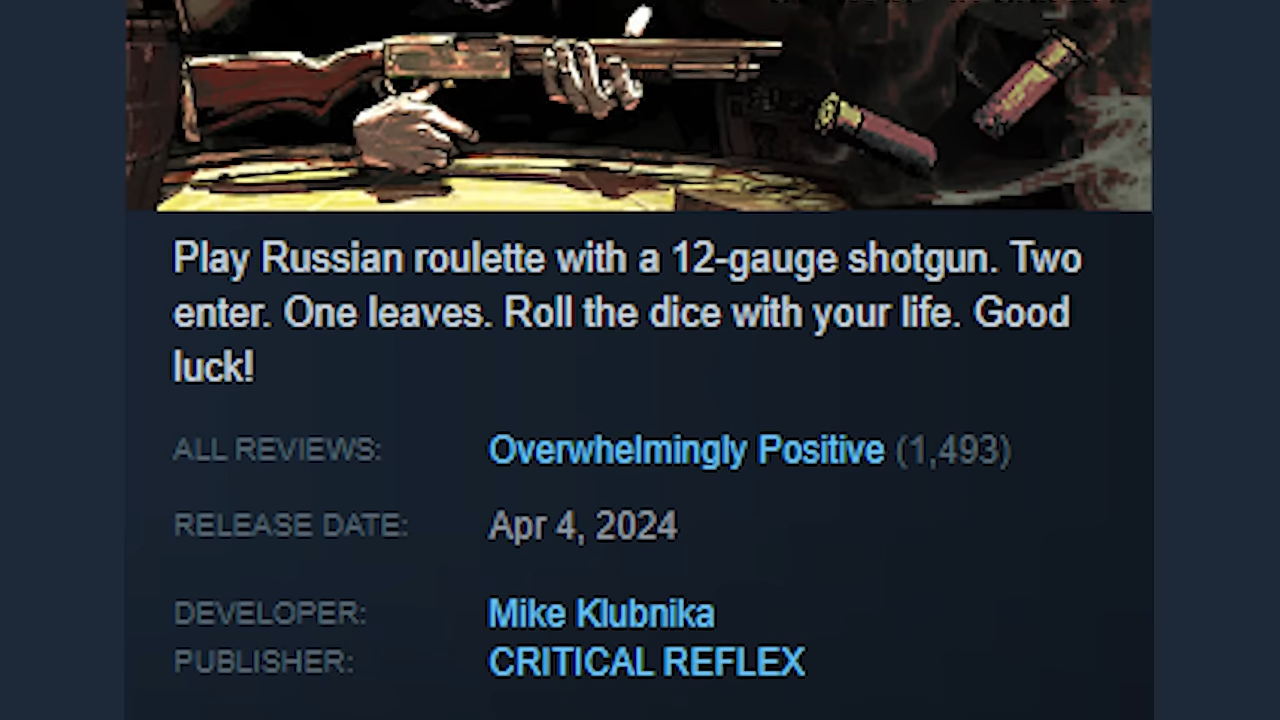 Play Russian roulette with a 12-gauge shotgun. Two
enter. One leaves. Roll the dice with your life. Good
luck!
ALL REVIEWS: Overwhelmingly Positive (1,493)
RELEASE DATE: Apr 4, 2024
DEVELOPER: Mike Klubnika
PUBLISHER: CRITICAL REFLEX